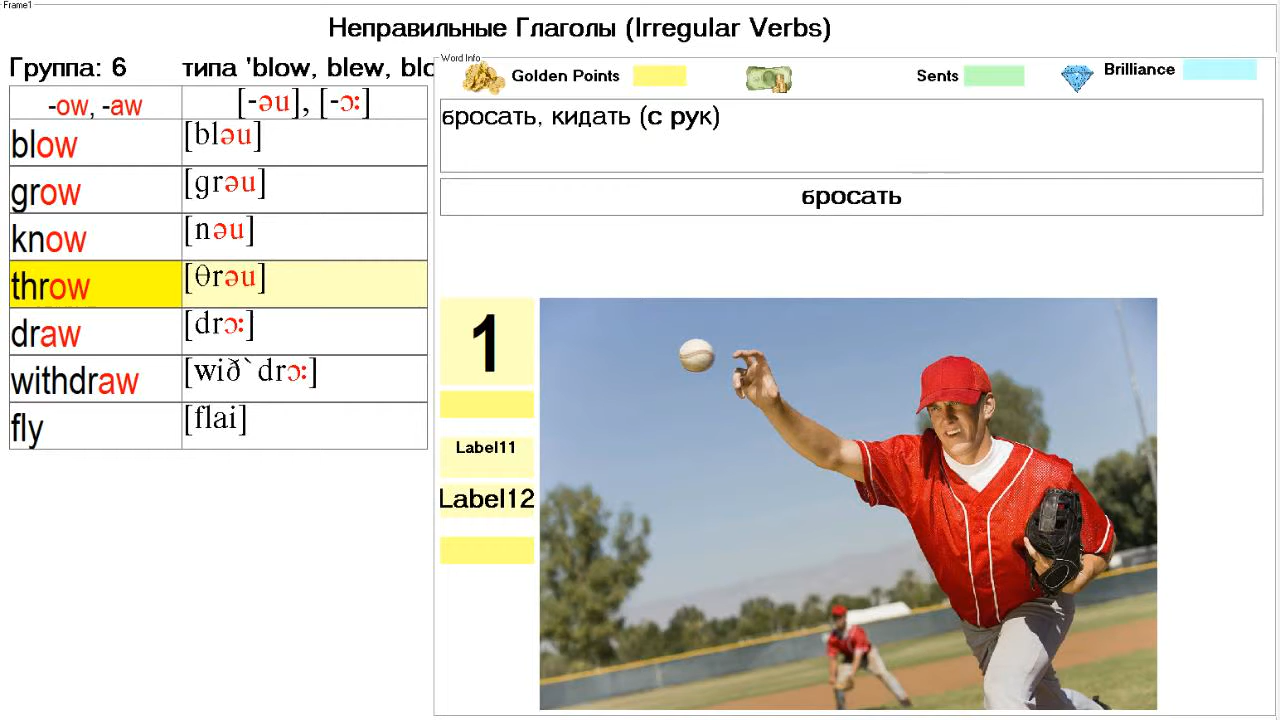 Frame1
Неправильные Глаголы (Irregular Verbs)
Группа: 6 типа 'blow, blew, blo
-ow, -aw [-əu], [-ɔ:]
blow [bləu]
grow [grəu]
know [nəu]
throw [θrəu]
draw [drɔ:]
withdraw [wið`drɔ:]
fly [flai]
Word Info
Golden Points Sents Brilliance
бросать, кидать (с рук)
бросать
1
Label11
Label12